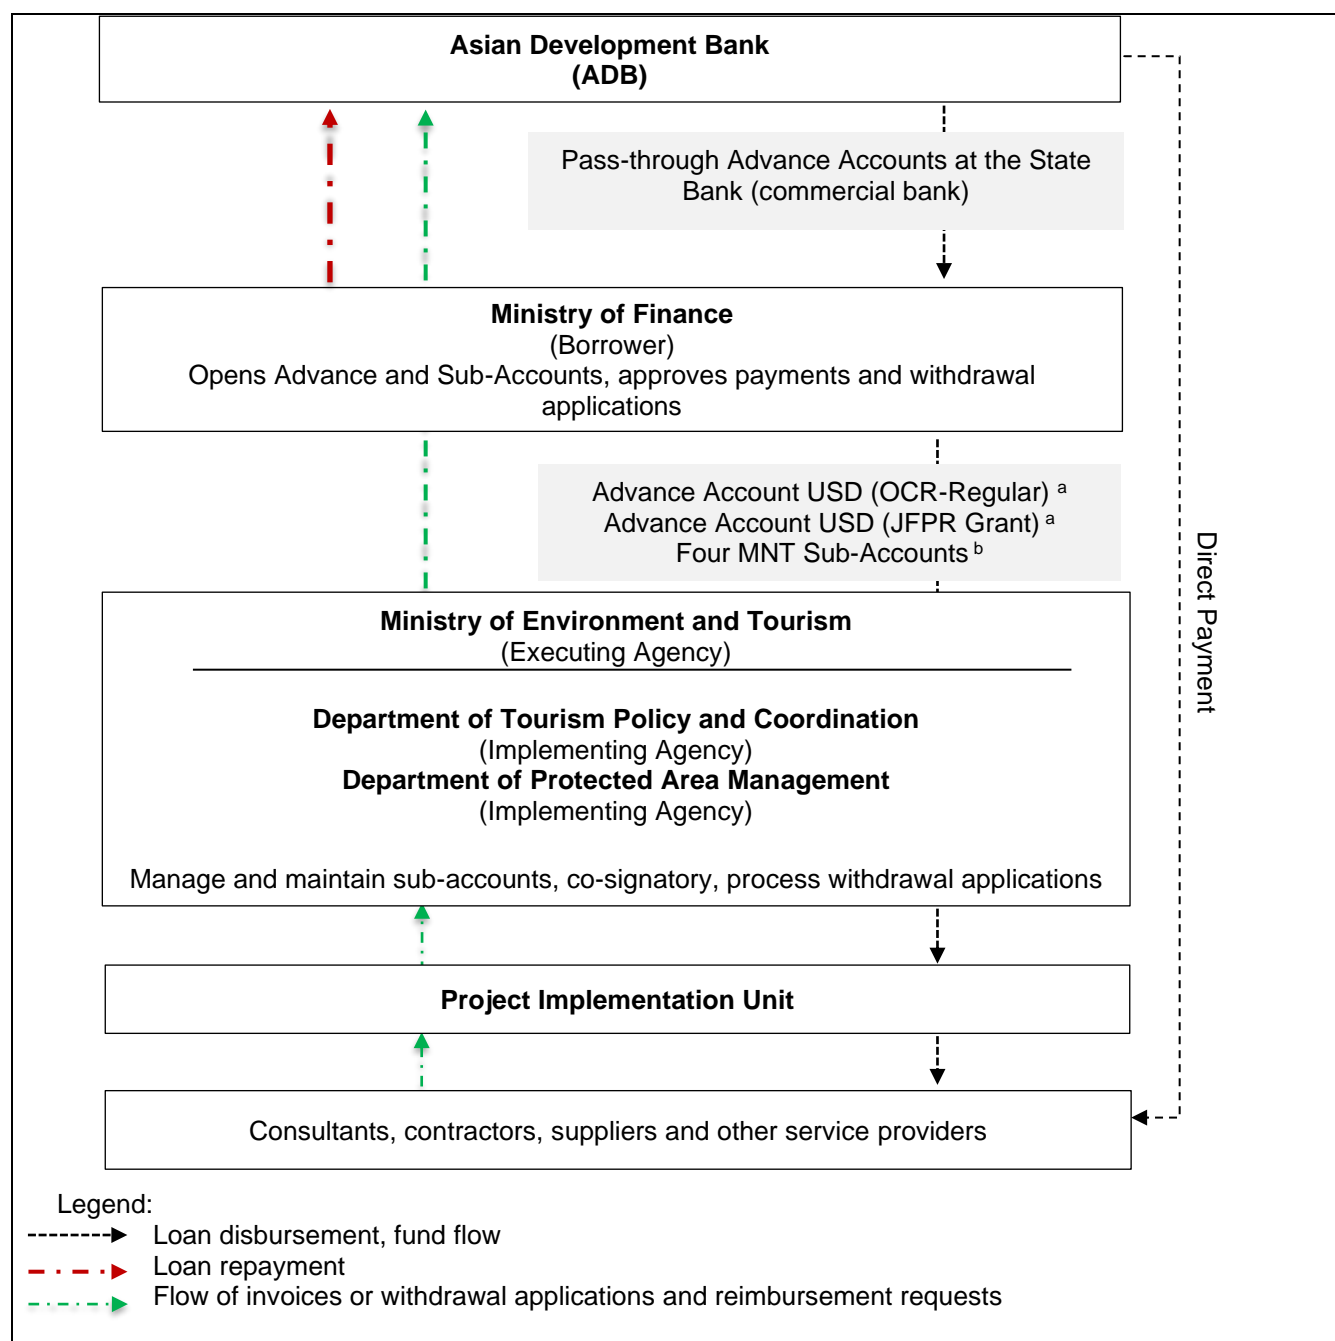 Asian Development Bank
(ADB)
Pass-through Advance Accounts at the State
Bank (commercial bank)
Ministry of Finance
(Borrower)
Opens Advance and Sub-Accounts, approves payments and withdrawal
applications
Advance Account USD (OCR-Regular) a
Advance Account USD (JFPR Grant) a
Four MNT Sub-Accounts b
Direct Payment
Ministry of Environment and Tourism
(Executing Agency)
Department of Tourism Policy and Coordination
(Implementing Agency)
Department of Protected Area Management
(Implementing Agency)
Manage and maintain sub-accounts, co-signatory, process withdrawal applications
Project Implementation Unit
Consultants, contractors, suppliers and other service providers
Legend:
Loan disbursement, fund flow
Loan repayment
Flow of invoices or withdrawal applications and reimbursement requests